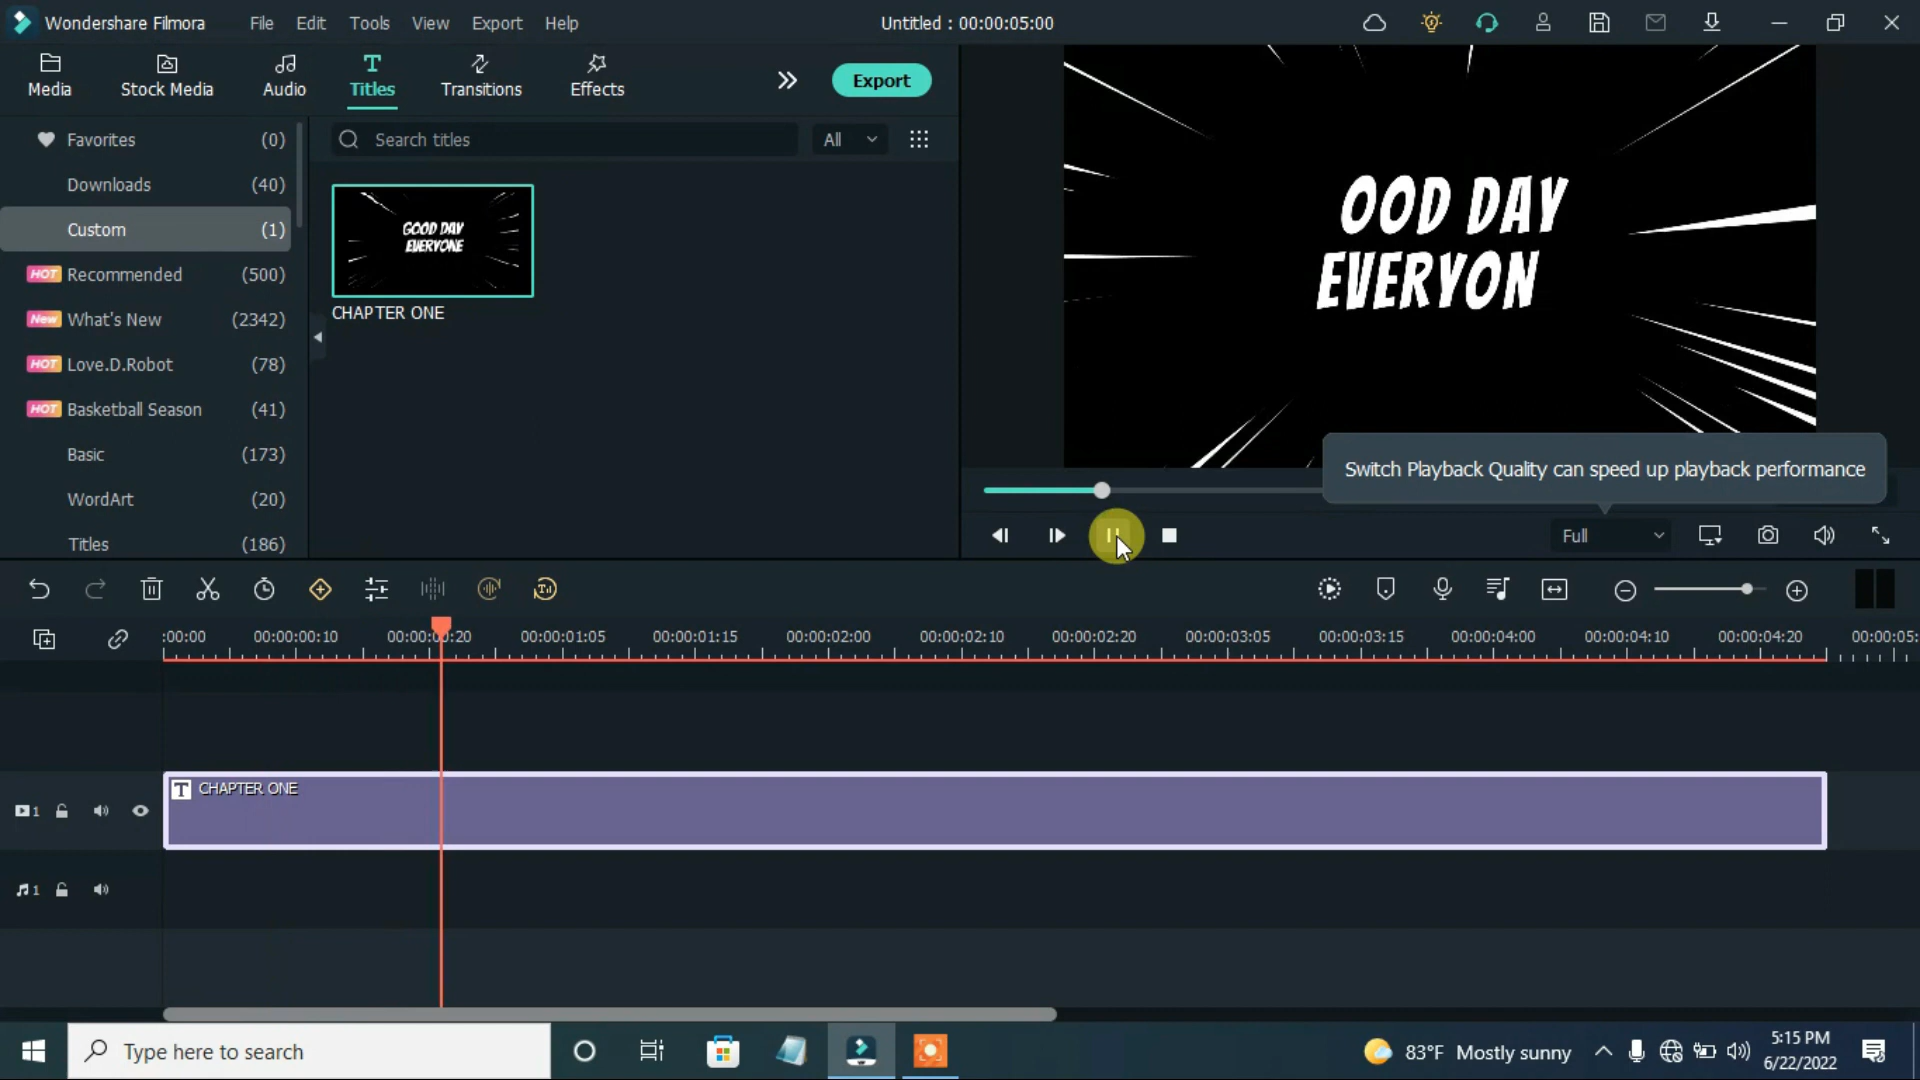 Wondershare Filmora File Edit Tools View Export Help Untitled : 00:00:05:00
Media Stock Media Audio Titles Transitions Effects Export
Favorites (0)
Search titles All
Downloads (40)
Custom (1)
HOT Recommended (500)
New What's New (2342)
HOT Love.D.Robot (78)
HOT Basketball Season (41)
Basic (173)
WordArt (20)
Titles (186)
GOOD DAY
EVERYONE
CHAPTER ONE
OOD DAY
EVERYON
Switch Playback Quality can speed up playback performance
Full
:00:00 00:00:00:10 00:00:00:20 00:00:01:05 00:00:01:15 00:00:02:00 00:00:02:10 00:00:02:20 00:00:03:05 00:00:03:15 00:00:04:00 00:00:04:10 00:00:04:20 00:00:05:
T CHAPTER ONE
1
1
Type here to search
83°F Mostly sunny
5:15 PM
6/22/2022